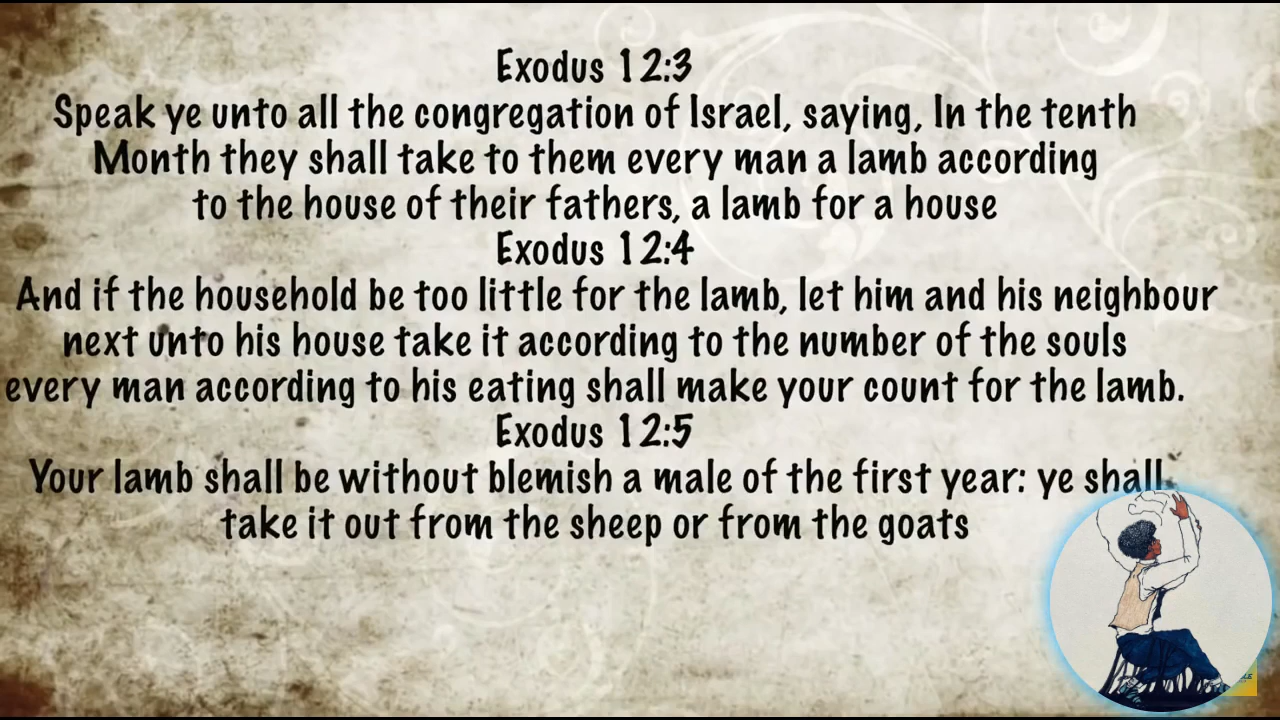 Exodus 12:3
Speak ye unto all the congregation of Israel, saying, In the tenth
Month they shall take to them every man a lamb according
to the house of their fathers, a lamb for a house
Exodus 12:4
And if the household be too little for the lamb, let him and his neighbour
next unto his house take it according to the number of the souls
every man according to his eating shall make your count for the lamb.
Exodus 12:5
Your lamb shall be without blemish a male of the first year: ye shall
take it out from the sheep or from the goats